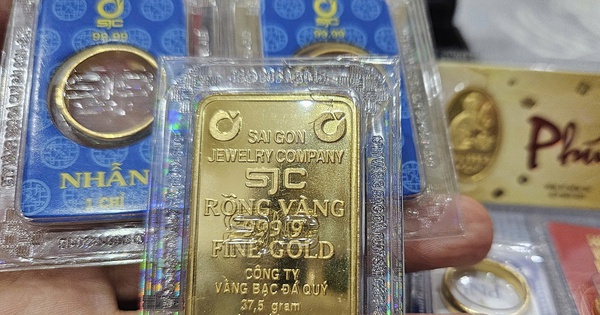 SJC
99.99
NHẪN
1 CHỈ
SJC
99.99
SAI GON
JEWELRY COMPANY
SJC
RỒNG VÀNG
999.9
FINE GOLD
CÔNG TY
VÀNG BẠC ĐÁ QUÝ
37,5 gram
Phú